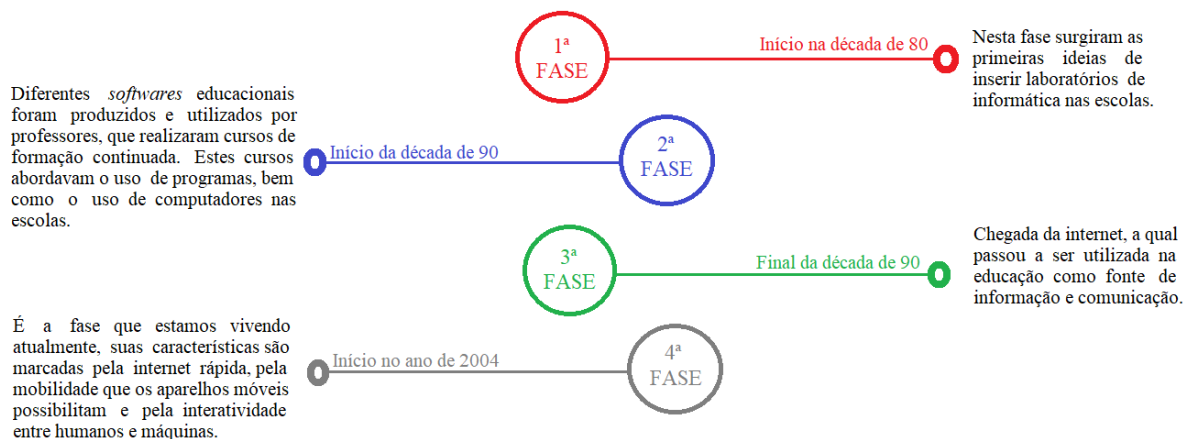 1ª
FASE
Início na década de 80
Nesta fase surgiram as
primeiras ideias de
inserir laboratórios de
informática nas escolas.
Diferentes softwares educacionais
foram produzidos e utilizados por
professores, que realizaram cursos de
formação continuada. Estes cursos
abordavam o uso de programas, bem
como o uso de computadores nas
escolas.
Início da década de 90
2ª
FASE
3ª
FASE
Final da década de 90
Chegada da internet, a qual
passou a ser utilizada na
educação como fonte de
informação e comunicação.
É a fase que estamos vivendo
atualmente, suas características são
marcadas pela internet rápida, pela
mobilidade que os aparelhos móveis
possibilitam e pela interatividade
entre humanos e máquinas.
Início no ano de 2004
4ª
FASE